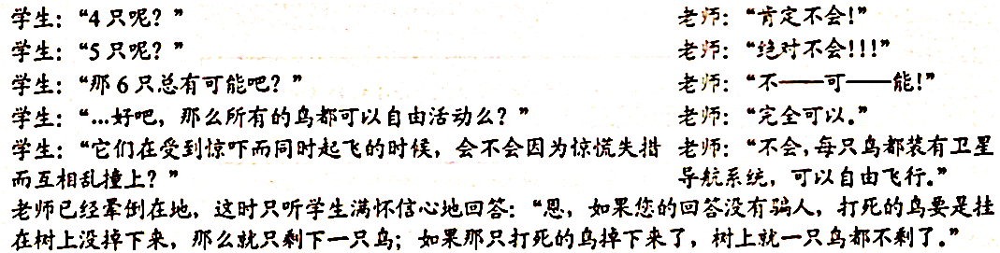 学生：“4只呢？” 老师：“肯定不会！”
学生：“5只呢？” 老师：“绝对不会！！！”
学生：“那6只总有可能吧？” 老师：“不——可——能！”
学生：“...好吧，那么所有的鸟都可以自由活动么？” 老师：“完全可以。”
学生：“它们在受到惊吓而同时起飞的时候，会不会因为惊慌失措 老师：“不会，每只鸟都装有卫星
而互相乱撞上？” 导航系统，可以自由飞行。”
老师已经晕倒在地，这时只听学生满怀信心地回答：“恩，如果您的回答没有骗人，打死的鸟要是挂
在树上没掉下来，那么就只剩下一只鸟；如果那只打死的鸟掉下来了，树上就一只鸟都不剩了。”